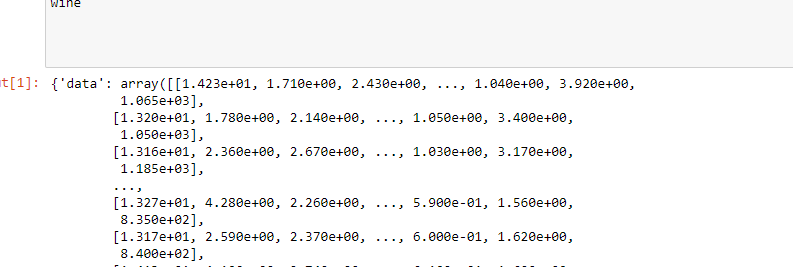 wine
t[1]: {'data': array([[1.423e+01, 1.710e+00, 2.430e+00, ..., 1.040e+00, 3.920e+00,
1.065e+03],
[1.320e+01, 1.780e+00, 2.140e+00, ..., 1.050e+00, 3.400e+00,
1.050e+03],
[1.316e+01, 2.360e+00, 2.670e+00, ..., 1.030e+00, 3.170e+00,
1.185e+03],
...,
[1.327e+01, 4.280e+00, 2.260e+00, ..., 5.900e-01, 1.560e+00,
8.350e+02],
[1.317e+01, 2.590e+00, 2.370e+00, ..., 6.000e-01, 1.620e+00,
8.400e+02],